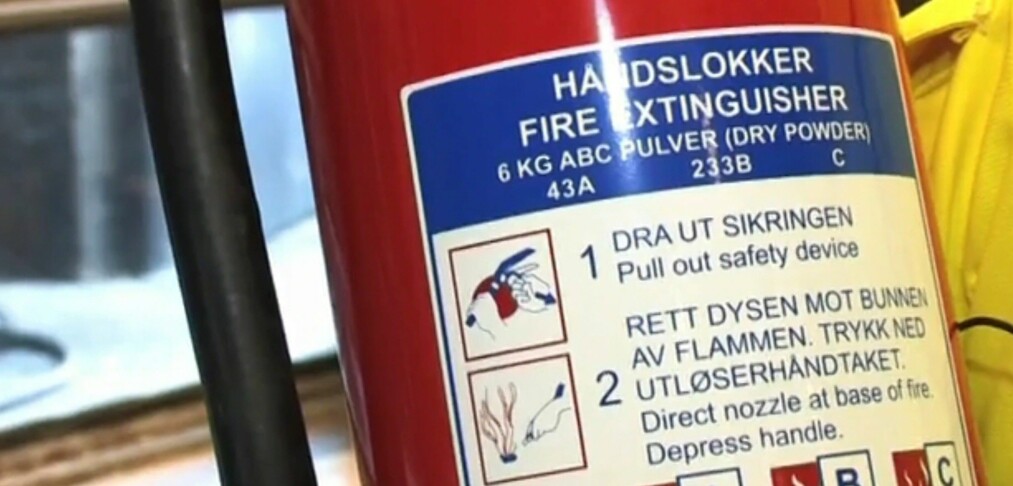 HÅNDSLOKKER
FIRE EXTINGUISHER
6 KG ABC PULVER (DRY POWDER)
43A 233B C
1 DRA UT SIKRINGEN
Pull out safety device
RETT DYSEN MOT BUNNEN
AV FLAMMEN. TRYKK NED
2 UTLØSERHÅNDTAKET.
Direct nozzle at base of fire.
Depress handle.
B C